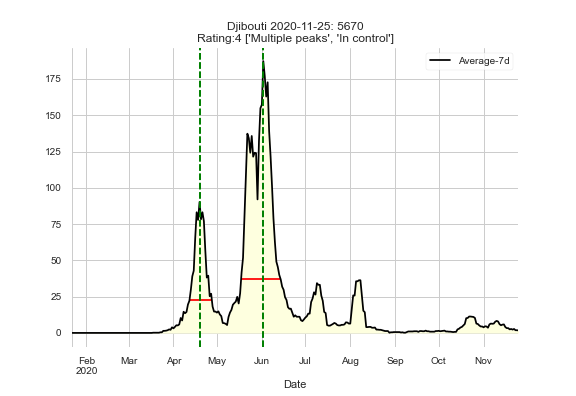 Djibouti 2020-11-25: 5670
Rating:4 ['Multiple peaks', 'In control']
Average-7d
175
150
125
100
75
50
25
0
Feb Mar Apr May Jun Jul Aug Sep Oct Nov
2020
Date